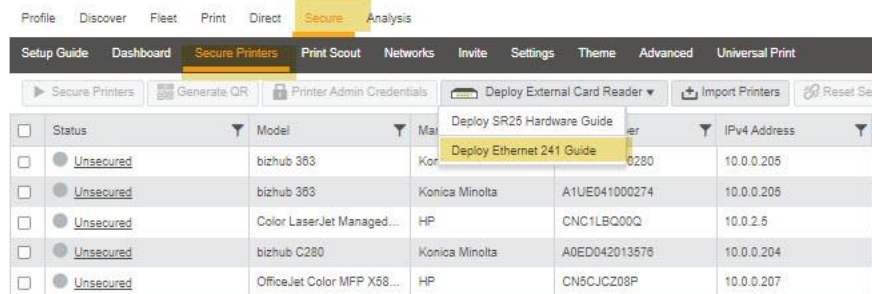 Profile Discover Fleet Print Direct Secure Analysis
Setup Guide Dashboard Secure Printers Print Scout Networks Invite Settings Theme Advanced Universal Print
Secure Printers Generate QR Printer Admin Credentials Deploy External Card Reader Import Printers Reset Se
Deploy SR25 Hardware Guide
Deploy Ethernet 241 Guide
Status Model Ma er IPv4 Address
Unsecured bizhub 363 Kor 0280 10.0.0.205
Unsecured bizhub 363 Konica Minolta A1UE041000274 10.0.0.205
Unsecured Color LaserJet Managed... HP CNC1LBQ00Q 10.0.2.5
Unsecured bizhub C280 Konica Minolta A0ED042013576 10.0.0.204
Unsecured OfficeJet Color MFP X58... HP CN5CJCZ08P 10.0.0.207